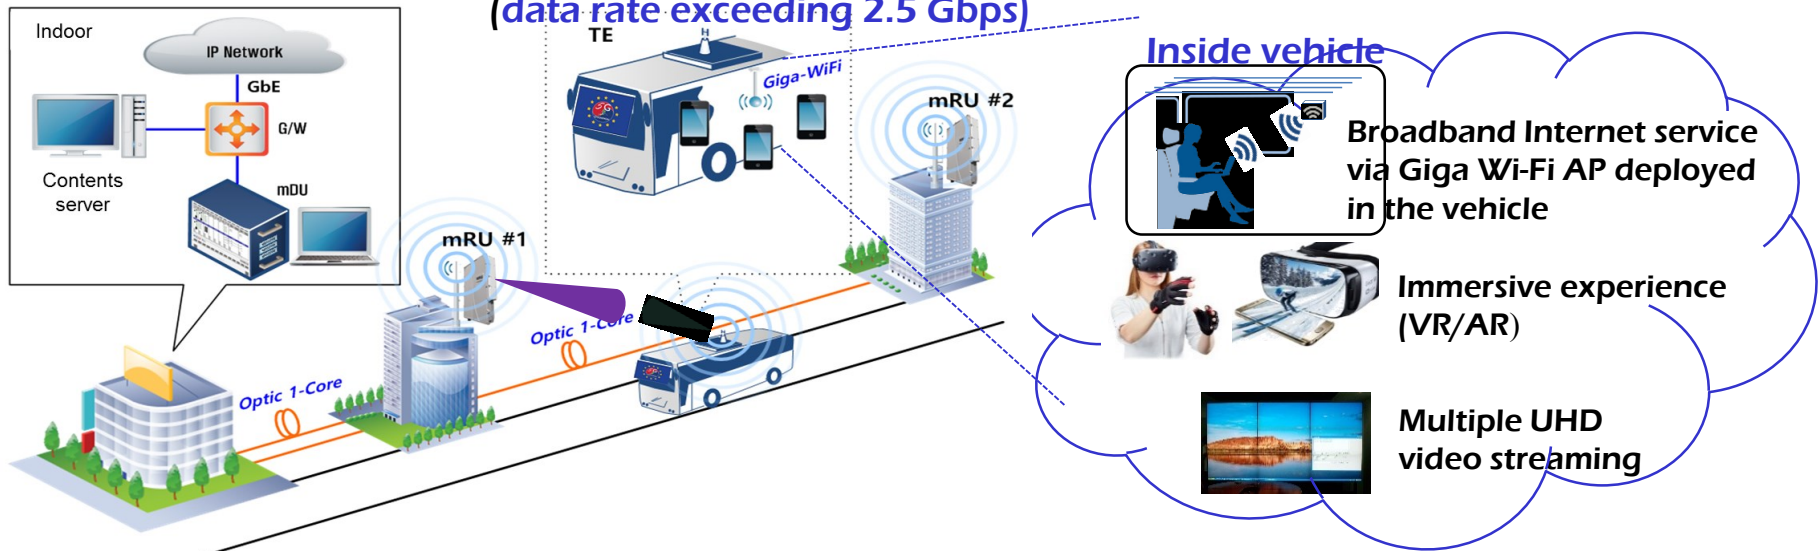 (data rate exceeding 2.5 Gbps)
Indoor
IP Network
GbE
G/W
Contents
server
mDU
TE
Giga-WiFi
mRU #2
mRU #1
Optic 1-Core
Optic 1-Core
Inside vehicle
Broadband Internet service
via Giga Wi-Fi AP deployed
in the vehicle
Immersive experience
(VR/AR)
Multiple UHD
video streaming